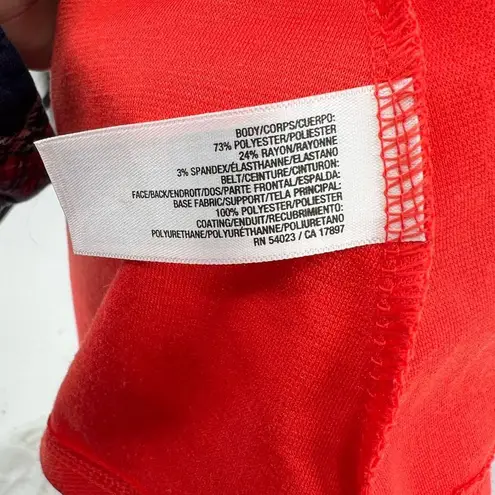 BODY/CORPS/CUERPO:
73% POLYESTER/POLIESTER
24% RAYON/RAYONNE
3% SPANDEX/ÉLASTHANNE/ELASTANO
BELT/CEINTURE/CINTURON:
FACE/BACK/ENDROIT/DOS/PARTE FRONTAL/ESPALDA:
BASE FABRIC/SUPPORT/TELA PRINCIPAL:
100% POLYESTER/POLIESTER
COATING/ENDUIT/RECUBRIMIENTO:
POLYURETHANE/POLYURÉTHANNE/POLIURETANO
RN 54023 / CA 17897